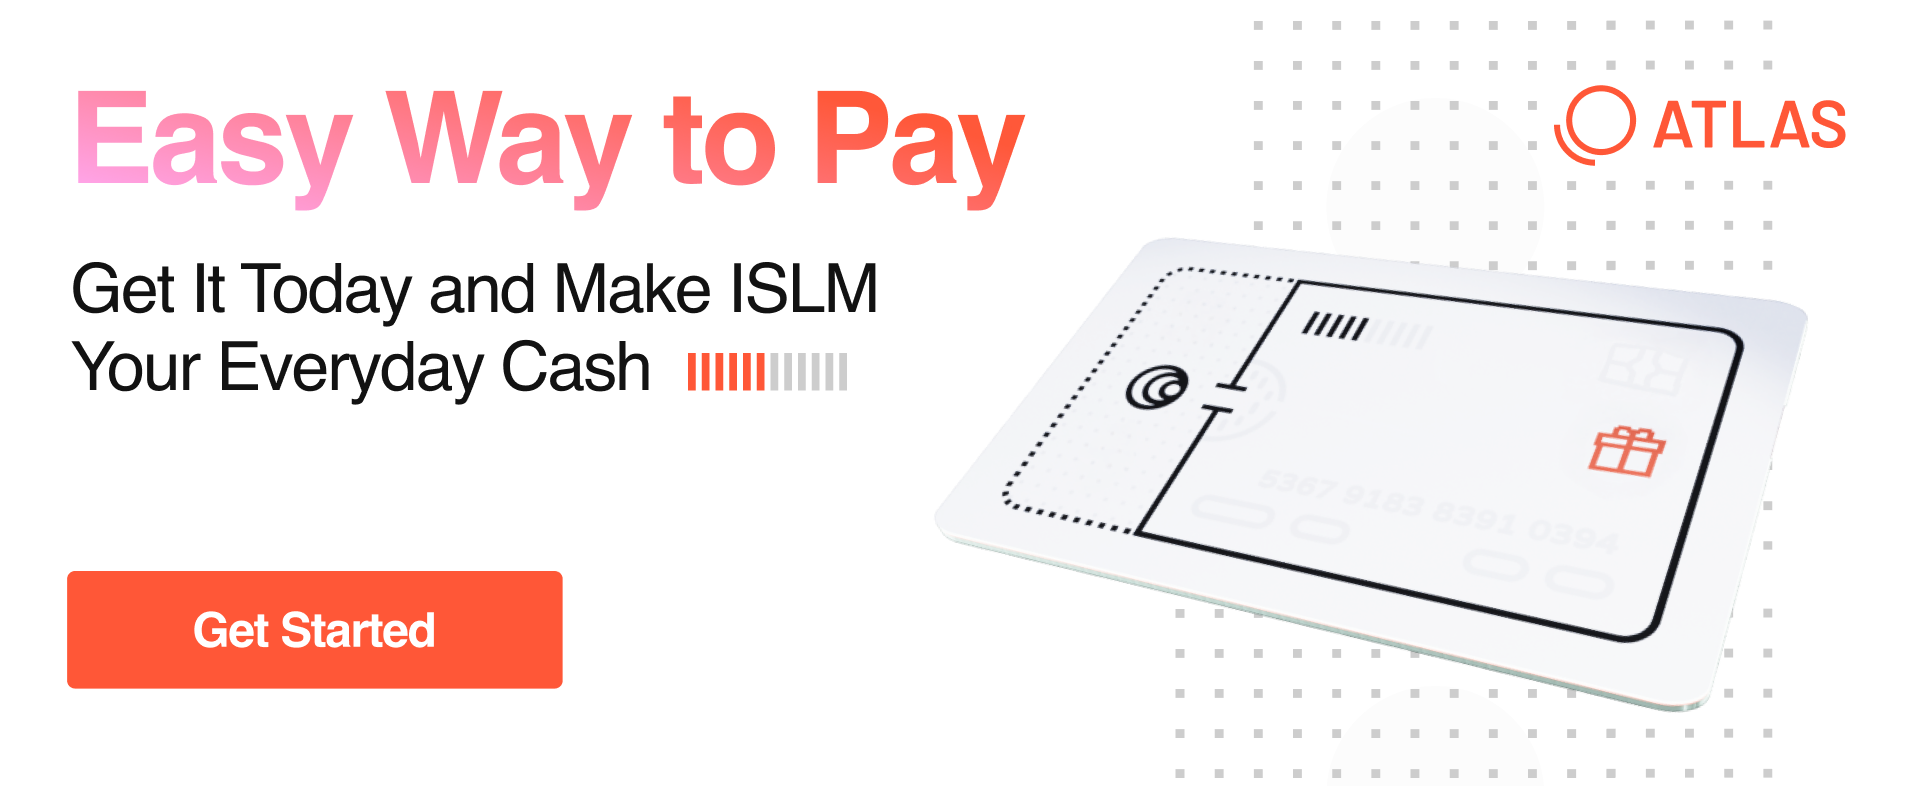 Easy Way to Pay
ATLAS
Get It Today and Make ISLM
Your Everyday Cash
5367 9183 8391 0394
Get Started